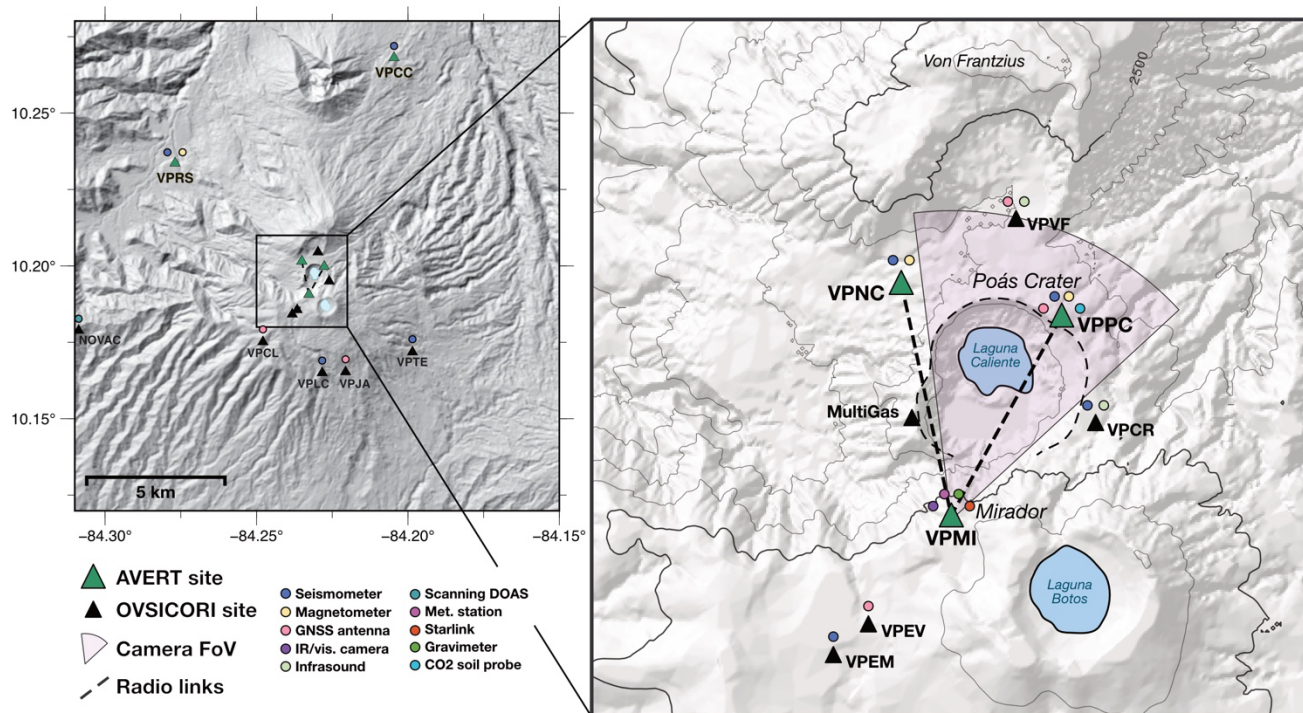 VPCC
10.25°
VPRS
10.20°
NOVAC
VPCL
VPLC
VPJA
VPTE
10.15°
5 km
−84.30°
−84.25°
−84.20°
−84.15°
AVERT site
OVSICORI site
Camera FoV
Radio links
Seismometer
Magnetometer
GNSS antenna
IR/vis. camera
Infrasound
Scanning DOAS
Met. station
Starlink
Gravimeter
CO2 soil probe
Von Frantzius
2500
VPVF
VPNC
Poás Crater
VPPC
Laguna
Caliente
MultiGas
VPCR
Mirador
VPMI
Laguna
Botos
VPEV
VPEM